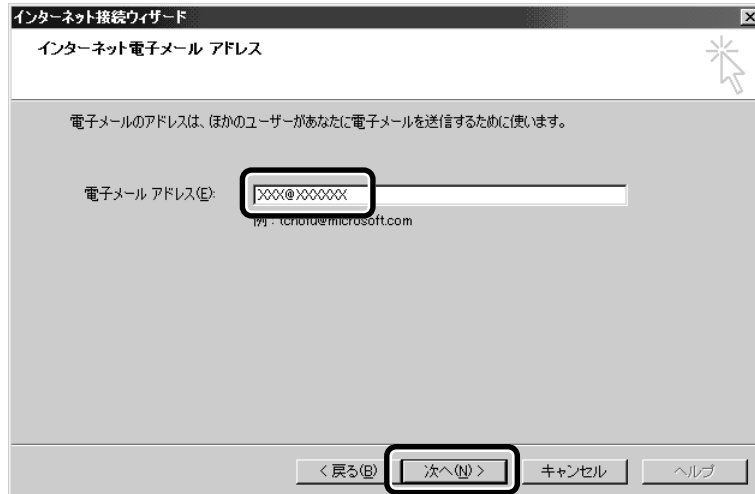 インターネット接続ウィザード
インターネット電子メール アドレス
電子メールのアドレスは、ほかのユーザーがあなたに電子メールを送信するために使います。
電子メール アドレス(E): XXX@XXXXXX
例 : tchofu@microsoft.com
< 戻る(B) 次へ(N) > キャンセル ヘルプ